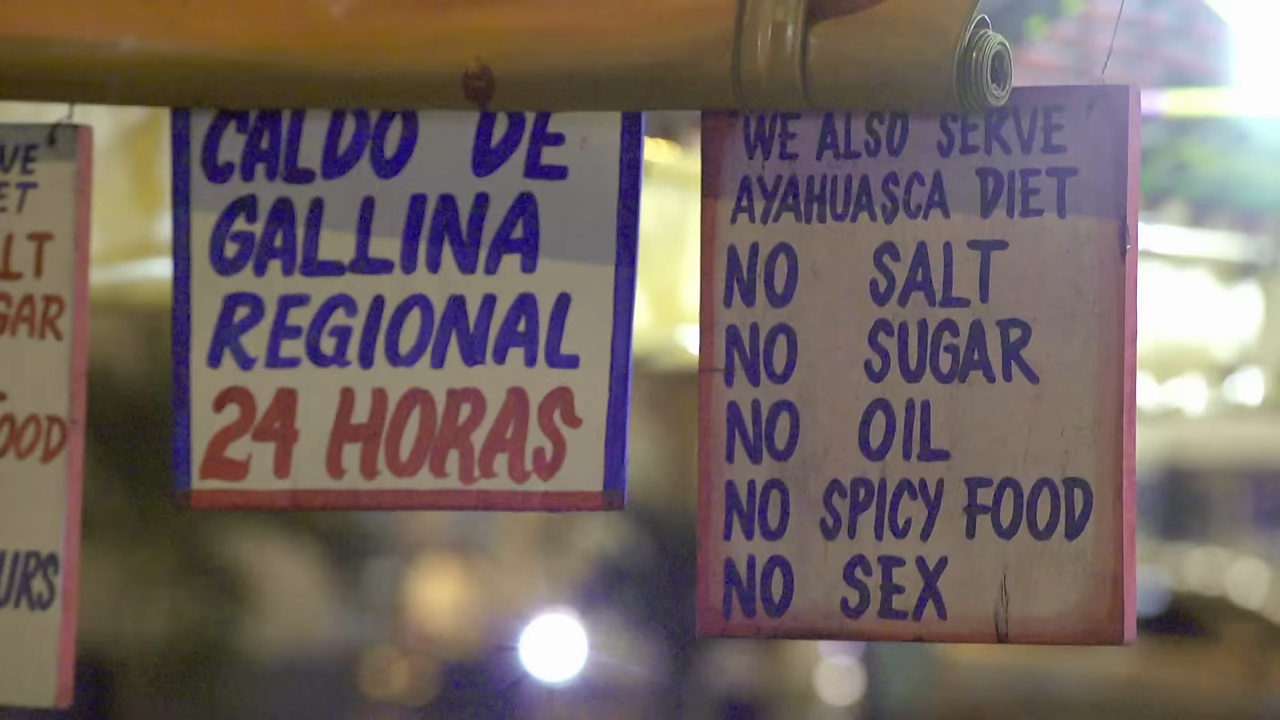 CALDO DE
GALLINA
REGIONAL
24 HORAS
WE ALSO SERVE
AYAHUASCA DIET
NO SALT
NO SUGAR
NO OIL
NO SPICY FOOD
NO SEX